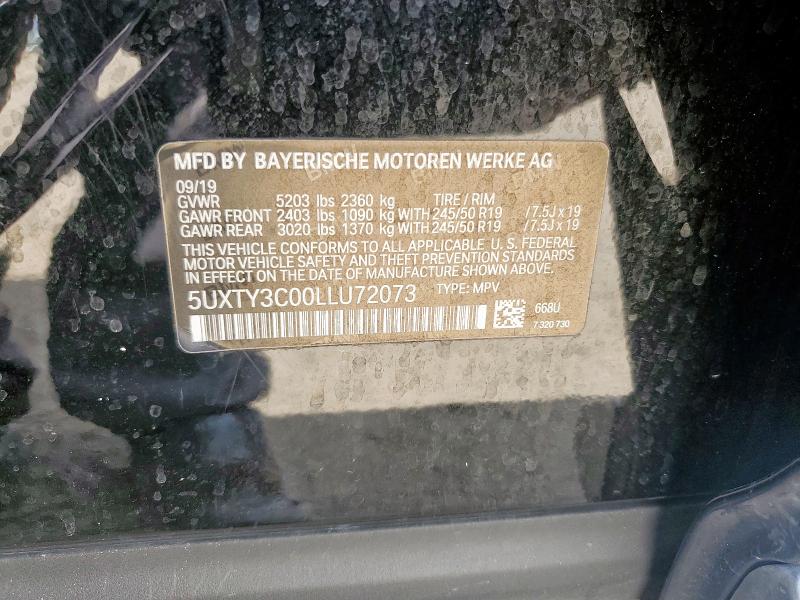 MFD BY BAYERISCHE MOTOREN WERKE AG
09/19
GVWR 5203 lbs 2360 kg TIRE / RIM
GAWR FRONT 2403 lbs 1090 kg WITH 245/50 R19 / 7.5J x 19
GAWR REAR 3020 lbs 1370 kg WITH 245/50 R19 / 7.5J x 19
THIS VEHICLE CONFORMS TO ALL APPLICABLE U. S. FEDERAL
MOTOR VEHICLE SAFETY AND THEFT PREVENTION STANDARDS
IN EFFECT ON THE DATE OF MANUFACTURE SHOWN ABOVE.
5UXTY3C00LLU72073 TYPE: MPV
668U
7 320 730